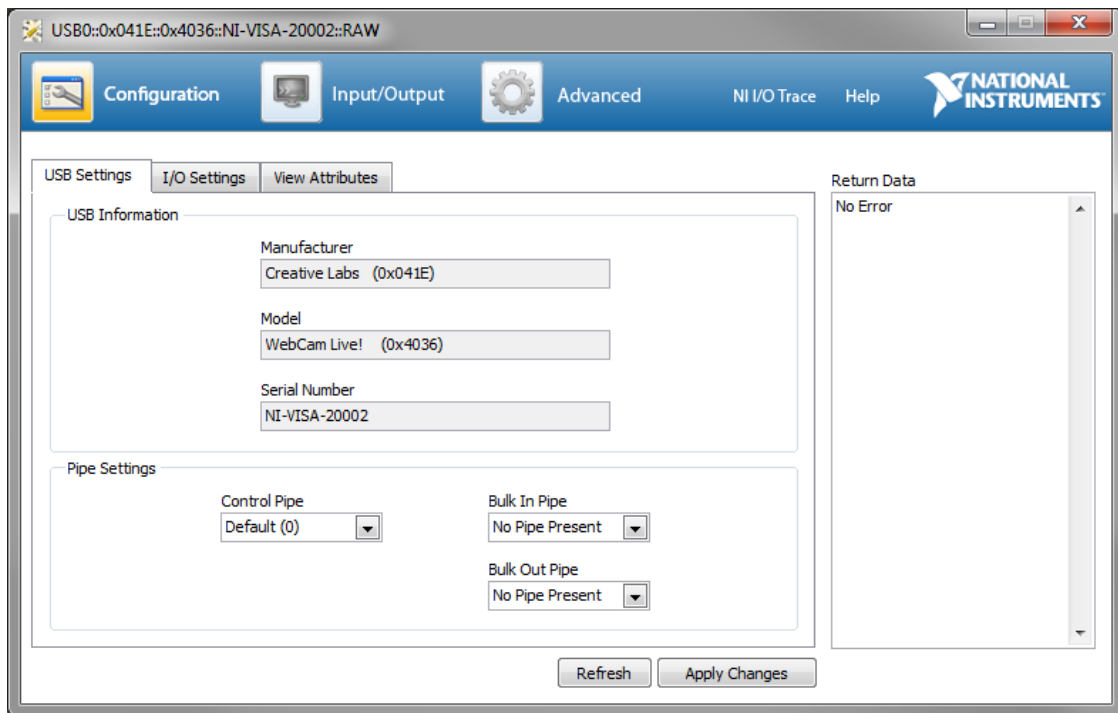 USB0::0x041E::0x4036::NI-VISA-20002::RAW
Configuration
Input/Output
Advanced
NI I/O Trace
Help
NATIONAL
INSTRUMENTS
USB Settings
I/O Settings
View Attributes
USB Information
Manufacturer
Creative Labs (0x041E)
Model
WebCam Live! (0x4036)
Serial Number
NI-VISA-20002
Pipe Settings
Control Pipe
Default (0)
Bulk In Pipe
No Pipe Present
Bulk Out Pipe
No Pipe Present
Return Data
No Error
Refresh
Apply Changes